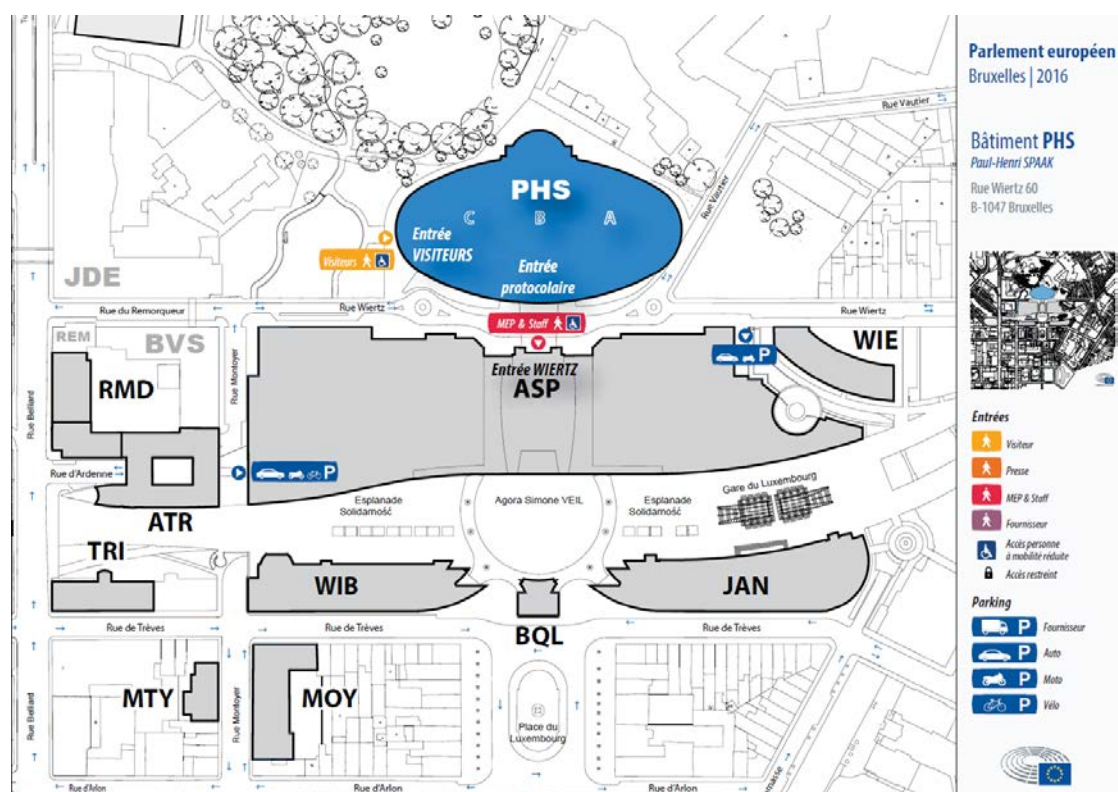 Parlement européen
Bruxelles | 2016
Bâtiment PHS
Paul-Henri SPAAK
Rue Wiertz 60
B-1047 Bruxelles
Rue Vautier
Rue Vautier
PHS
C B A
Entrée
VISITEURS
Visiteurs
Entrée
protocolaire
JDE
Rue du Remorqueur
Rue Wiertz
Rue Wiertz
MEP & Staff
REM
BVS
WIE
P
Entrée WIERTZ
ASP
RMD
Rue Montoyer
Rue Belliard
Rue d'Ardenne
P
ATR
Esplanade
Solidarność
Agora Simone VEIL
Esplanade
Solidarność
Gare du Luxembourg
TRI
WIB
JAN
BQL
Rue de Trèves
Rue de Trèves
Rue de Trèves
MTY
MOY
Rue Belliard
Rue Montoyer
Place du
Luxembourg
Rue d'Arlon
Rue d'Arlon
Rue d'Arlon
Entrées
Visiteur
Presse
MEP & Staff
Fournisseur
Accès personne
à mobilité réduite
Accès restreint
Parking
P Fournisseur
P Auto
P Moto
P Vélo